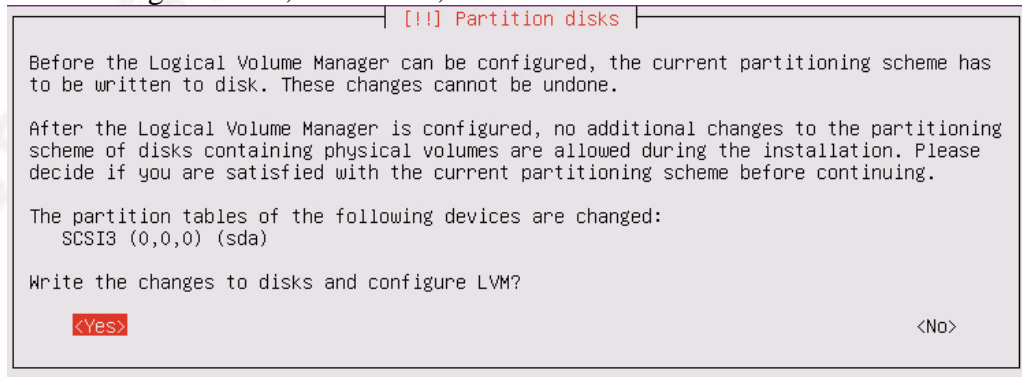 [!!] Partition disks
Before the Logical Volume Manager can be configured, the current partitioning scheme has
to be written to disk. These changes cannot be undone.
After the Logical Volume Manager is configured, no additional changes to the partitioning
scheme of disks containing physical volumes are allowed during the installation. Please
decide if you are satisfied with the current partitioning scheme before continuing.
The partition tables of the following devices are changed:
SCSI3 (0,0,0) (sda)
Write the changes to disks and configure LVM?
<Yes> <No>